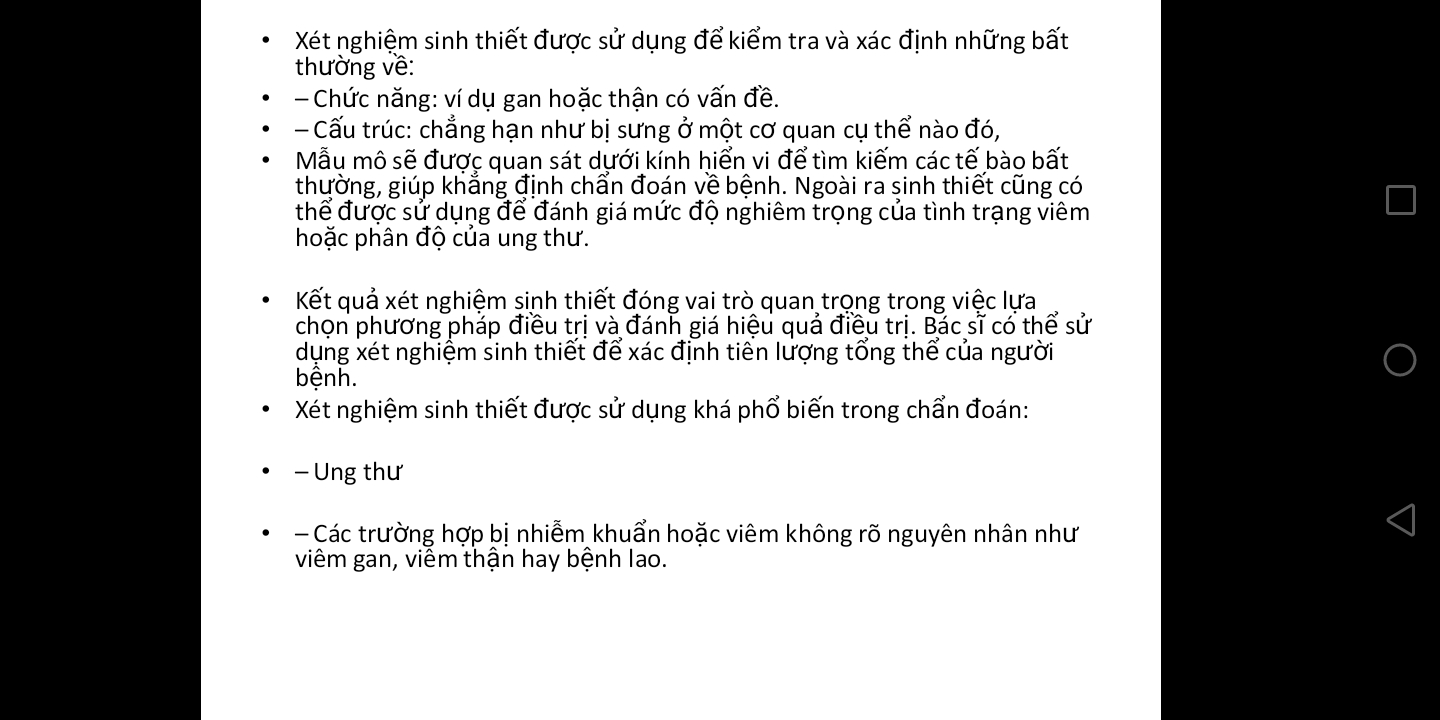 • Xét nghiệm sinh thiết được sử dụng để kiểm tra và xác định những bất
thường về:
• – Chức năng: ví dụ gan hoặc thận có vấn đề.
• – Cấu trúc: chẳng hạn như bị sưng ở một cơ quan cụ thể nào đó,
• Mẫu mô sẽ được quan sát dưới kính hiển vi để tìm kiếm các tế bào bất
thường, giúp khẳng định chẩn đoán về bệnh. Ngoài ra sinh thiết cũng có
thể được sử dụng để đánh giá mức độ nghiêm trọng của tình trạng viêm
hoặc phân độ của ung thư.
• Kết quả xét nghiệm sinh thiết đóng vai trò quan trọng trong việc lựa
chọn phương pháp điều trị và đánh giá hiệu quả điều trị. Bác sĩ có thể sử
dụng xét nghiệm sinh thiết để xác định tiên lượng tổng thể của người
bệnh.
• Xét nghiệm sinh thiết được sử dụng khá phổ biến trong chẩn đoán:
• – Ung thư
• – Các trường hợp bị nhiễm khuẩn hoặc viêm không rõ nguyên nhân như
viêm gan, viêm thận hay bệnh lao.